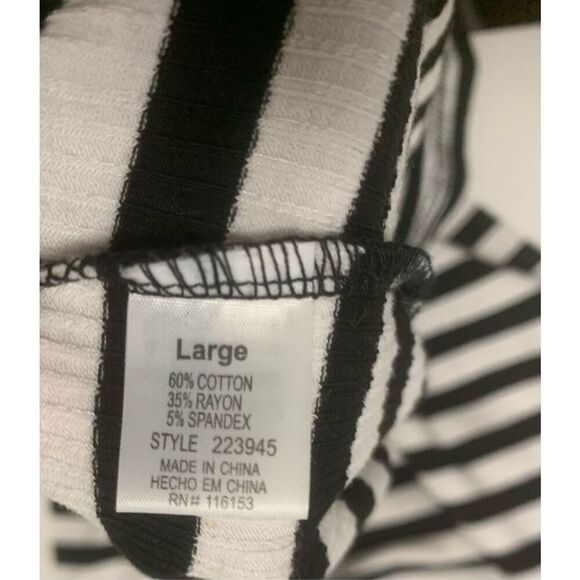 Large
60% COTTON
35% RAYON
5% SPANDEX
STYLE 223945
MADE IN CHINA
HECHO EM CHINA
RN# 116153